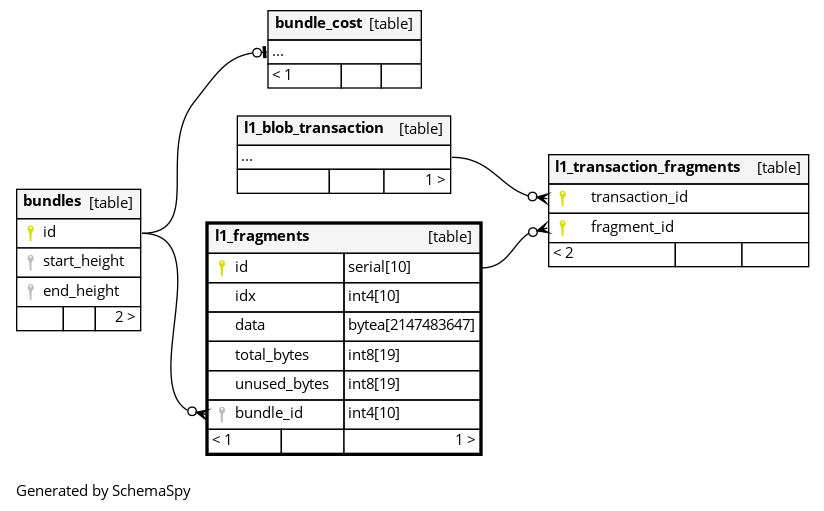 bundle_cost [table]
...
< 1
l1_blob_transaction [table]
...
1 >
l1_transaction_fragments [table]
transaction_id
fragment_id
< 2
bundles [table]
id
start_height
end_height
2 >
l1_fragments [table]
id serial[10]
idx int4[10]
data bytea[2147483647]
total_bytes int8[19]
unused_bytes int8[19]
bundle_id int4[10]
< 1 1 >
Generated by SchemaSpy